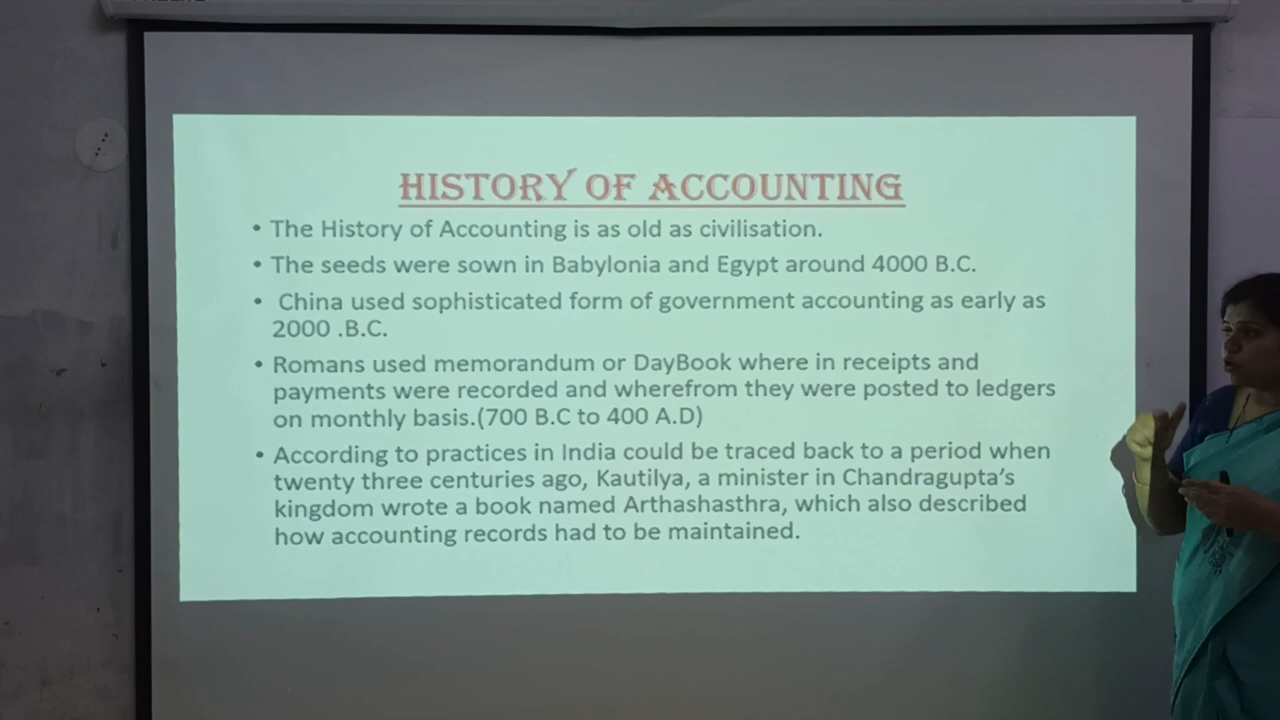 HISTORY OF ACCOUNTING
• The History of Accounting is as old as civilisation.
• The seeds were sown in Babylonia and Egypt around 4000 B.C.
• China used sophisticated form of government accounting as early as
2000 .B.C.
• Romans used memorandum or DayBook where in receipts and
payments were recorded and wherefrom they were posted to ledgers
on monthly basis.(700 B.C to 400 A.D)
• According to practices in India could be traced back to a period when
twenty three centuries ago, Kautilya, a minister in Chandragupta's
kingdom wrote a book named Arthashasthra, which also described
how accounting records had to be maintained.